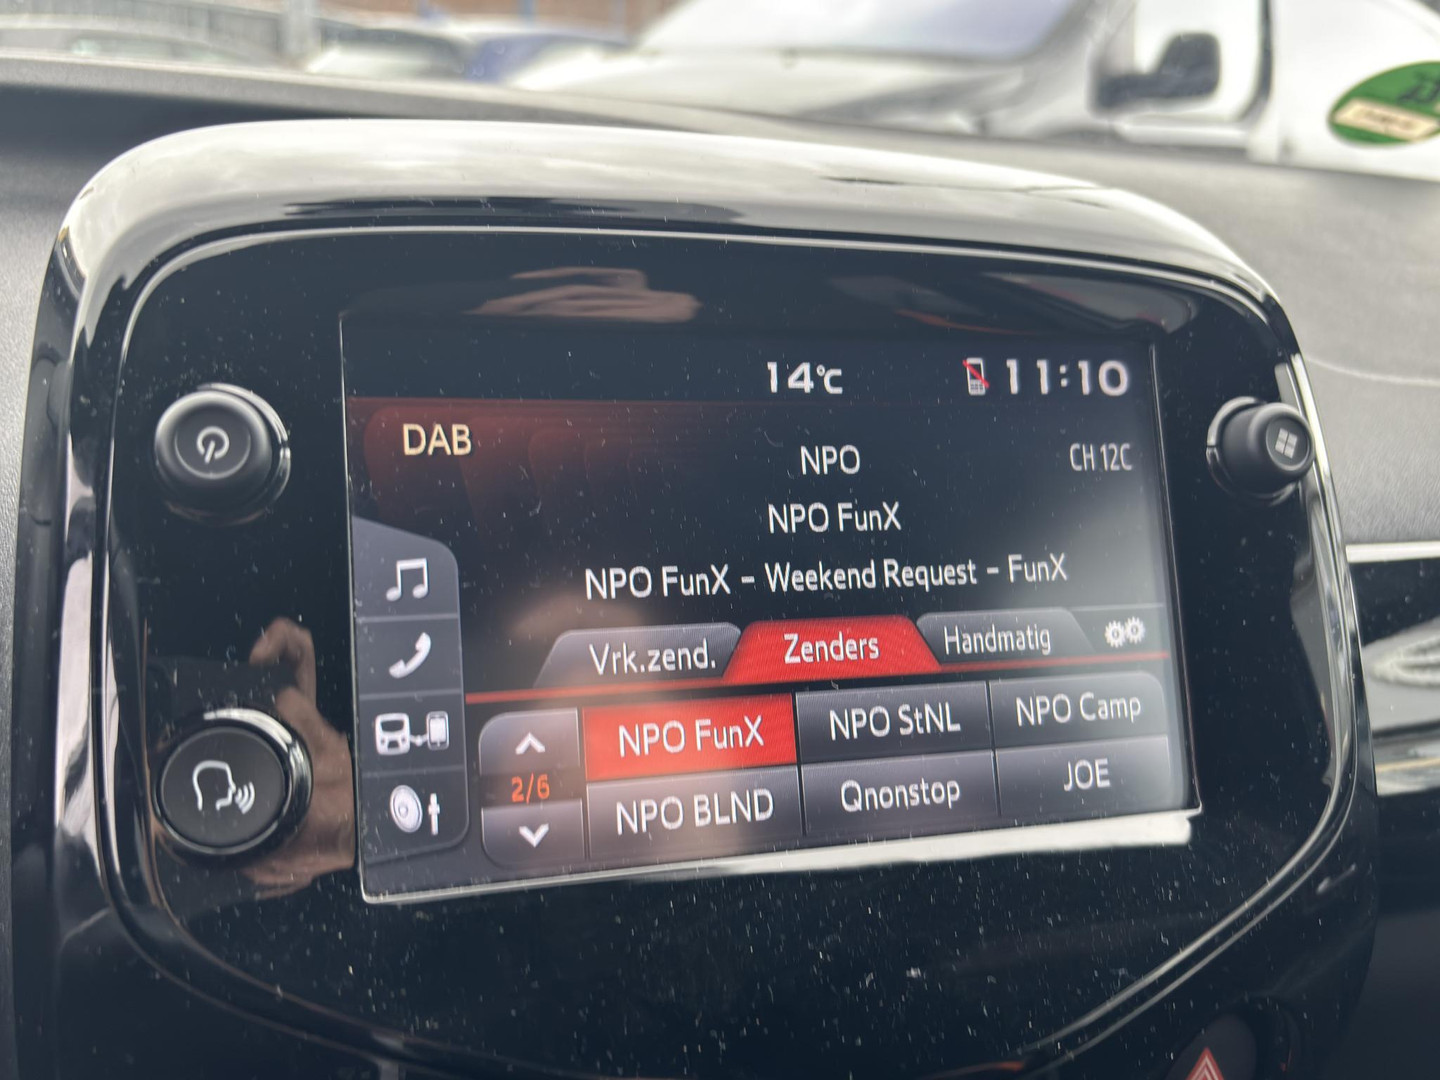 14°C 11:10
DAB
NPO
CH 12C
NPO FunX
NPO FunX - Weekend Request - FunX
Vrk.zend. Zenders Handmatig
NPO FunX NPO StNL NPO Camp
2/6
NPO BLND Qnonstop JOE